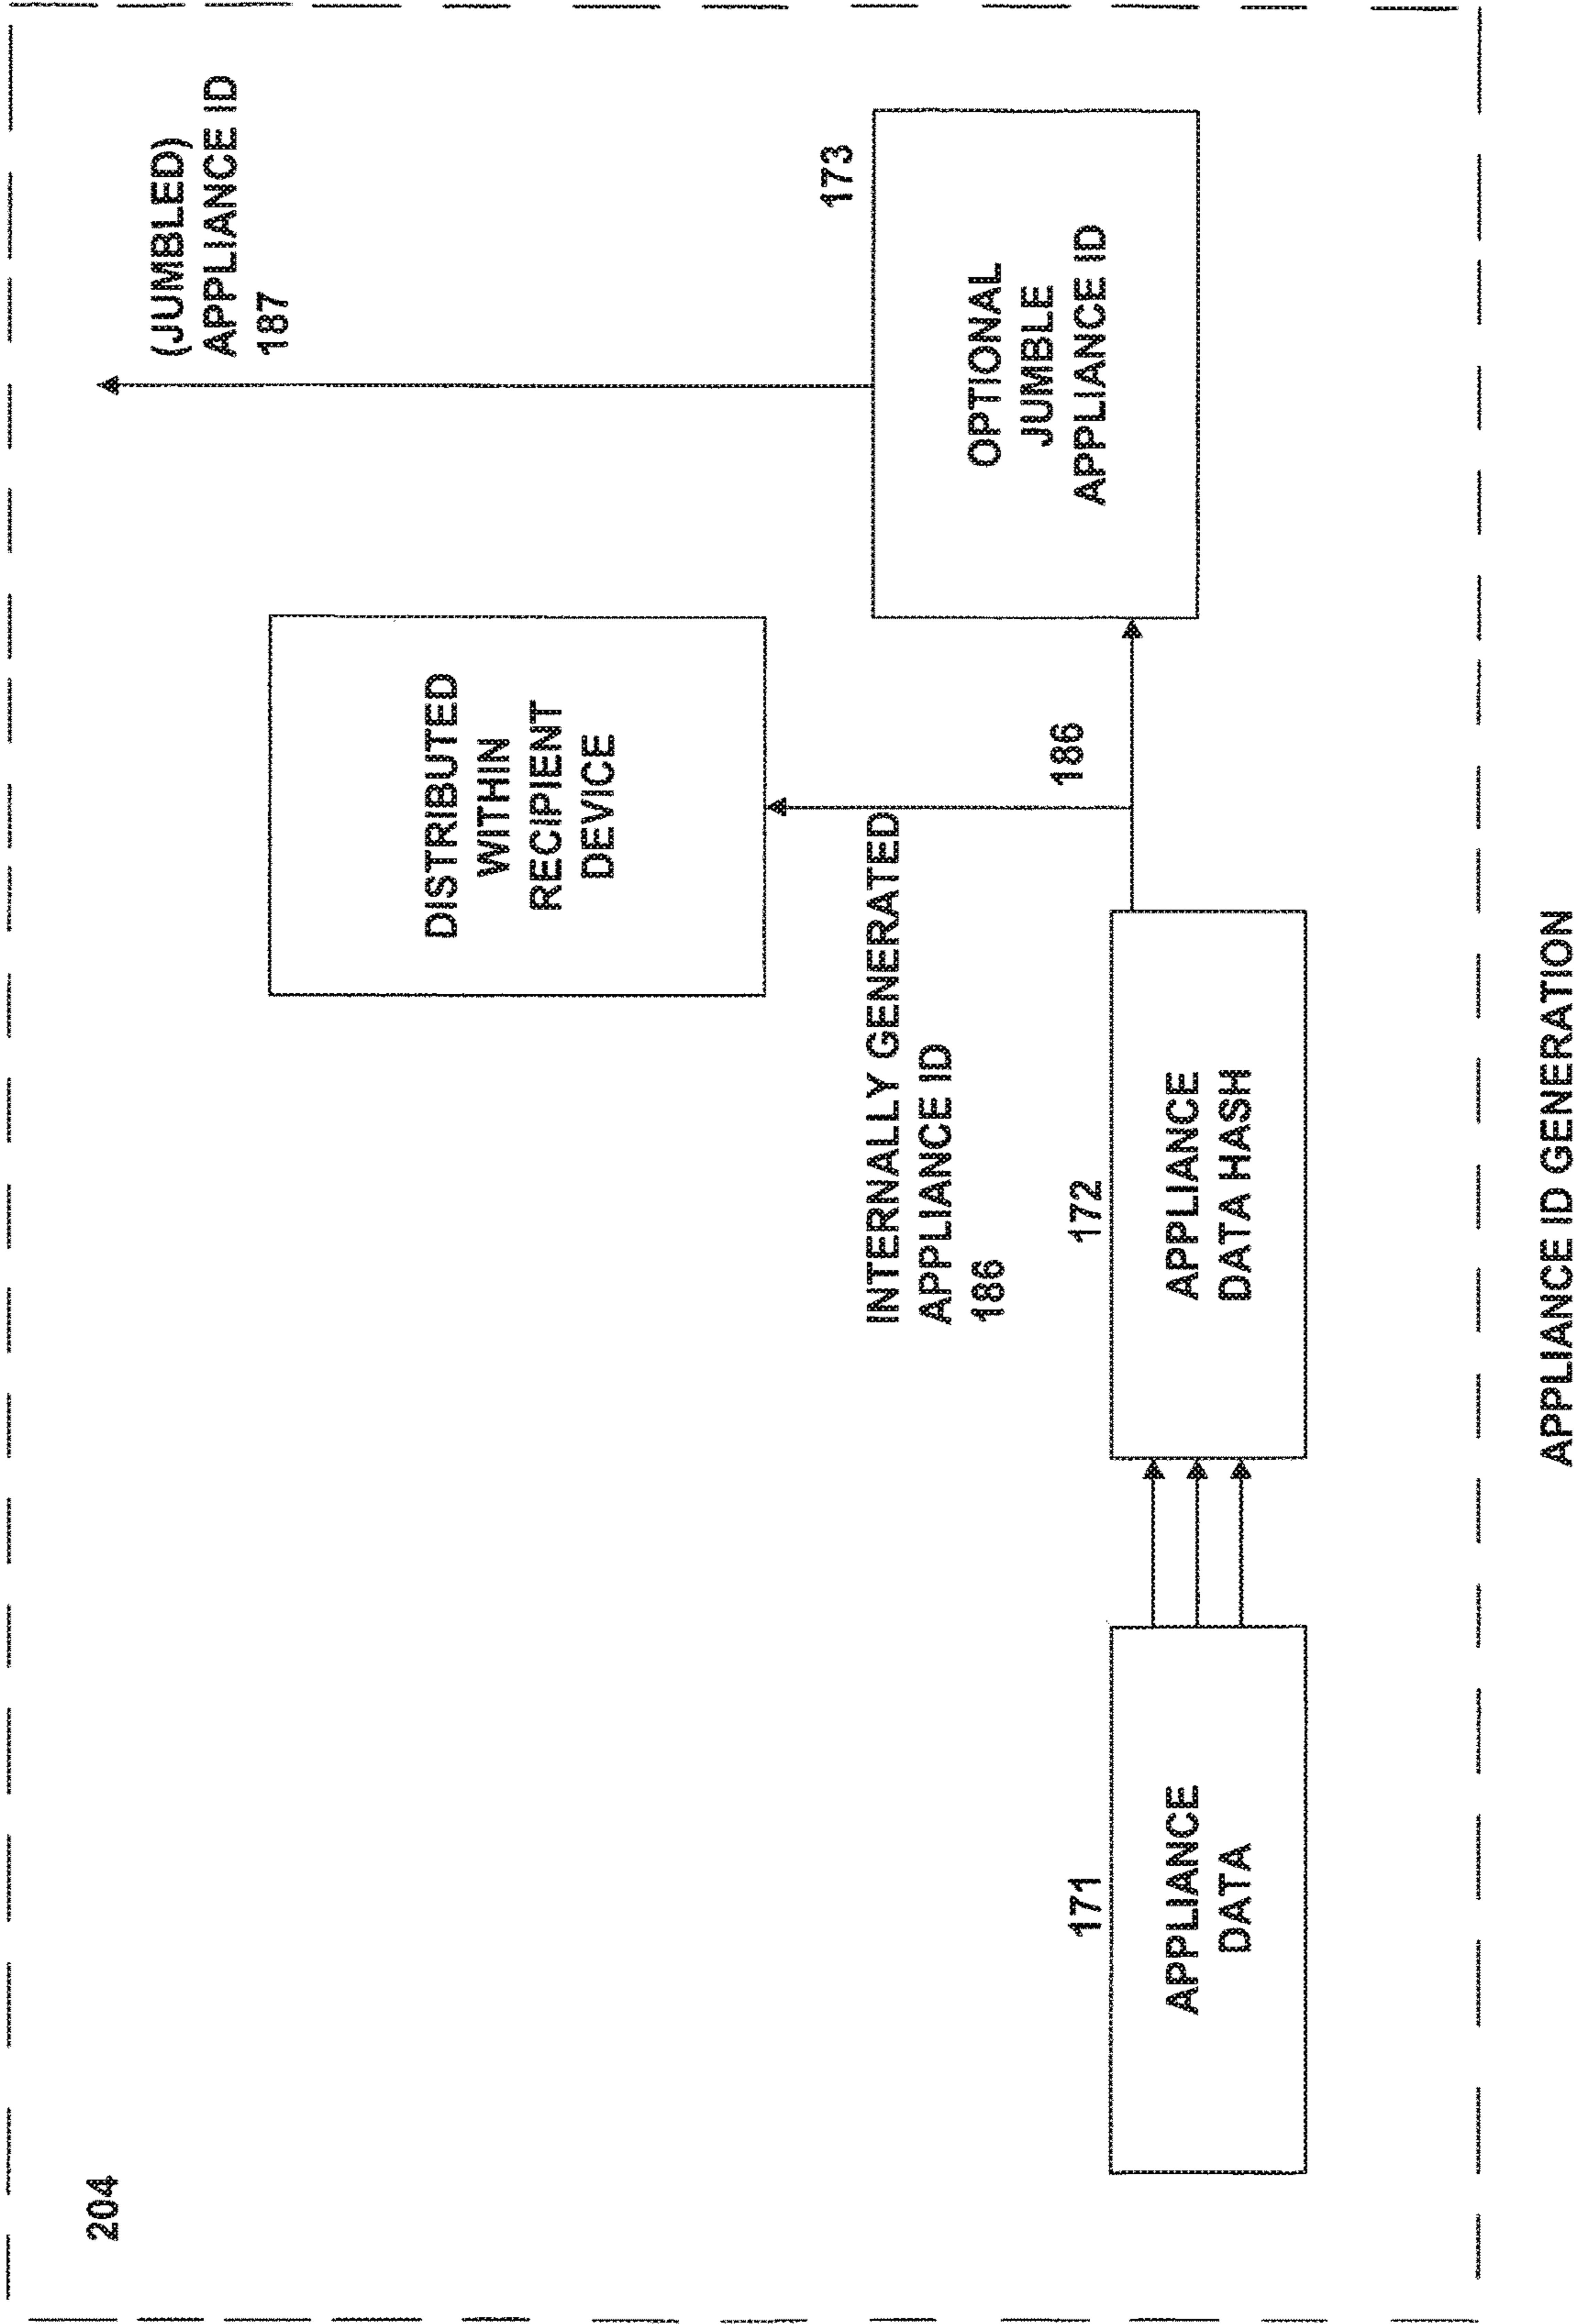 204
(JUMBLED)
APPLIANCE ID
187
DISTRIBUTED
WITHIN
RECIPIENT
DEVICE
173
OPTIONAL
JUMBLE
APPLIANCE ID
INTERNALLY GENERATED
APPLIANCE ID
186
186
171
APPLIANCE
DATA
172
APPLIANCE
DATA HASH
APPLIANCE ID GENERATION